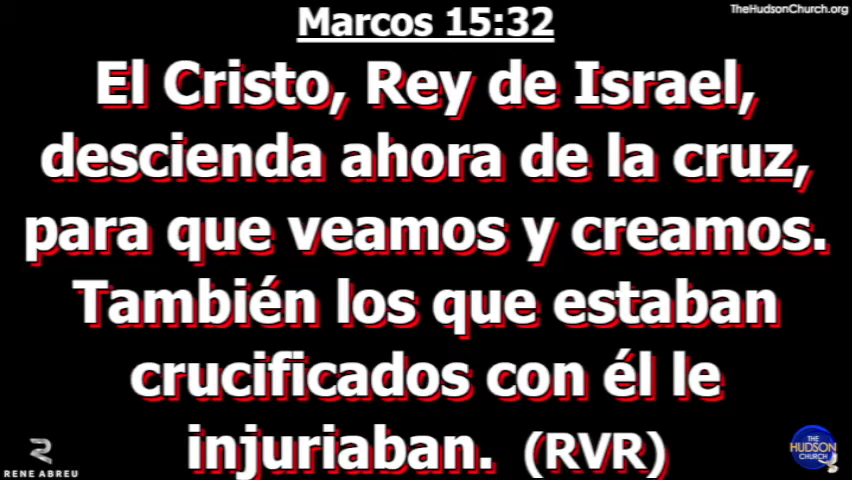 TheHudsonChurch.org
Marcos 15:32
El Cristo, Rey de Israel,
descienda ahora de la cruz,
para que veamos y creamos.
También los que estaban
crucificados con él le
injuriaban. (RVR)
RENE ABREU
THE
HUDSON
CHURCH